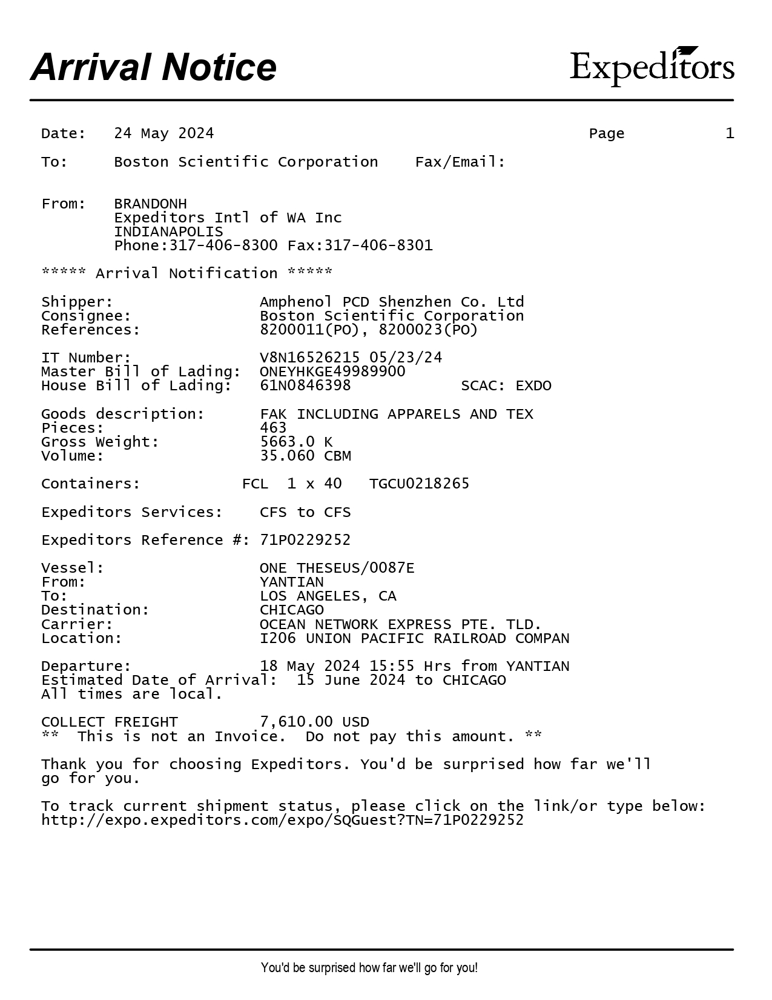 Arrival Notice
Expeditors
Date: 24 May 2024 Page 1
To: Boston Scientific Corporation Fax/Email:
From: BRANDONH
Expeditors Intl of WA Inc
INDIANAPOLIS
Phone:317-406-8300 Fax:317-406-8301
***** Arrival Notification *****
Shipper: Amphenol PCD Shenzhen Co. Ltd
Consignee: Boston Scientific Corporation
References: 8200011(PO), 8200023(PO)
IT Number: V8N16526215 05/23/24
Master Bill of Lading: ONEYHKGE49989900
House Bill of Lading: 61N0846398 SCAC: EXDO
Goods description: FAK INCLUDING APPARELS AND TEX
Pieces: 463
Gross Weight: 5663.0 K
Volume: 35.060 CBM
Containers: FCL 1 x 40 TGCU0218265
Expeditors Services: CFS to CFS
Expeditors Reference #: 71P0229252
Vessel: ONE THESEUS/0087E
From: YANTIAN
To: LOS ANGELES, CA
Destination: CHICAGO
Carrier: OCEAN NETWORK EXPRESS PTE. TLD.
Location: I206 UNION PACIFIC RAILROAD COMPAN
Departure: 18 May 2024 15:55 Hrs from YANTIAN
Estimated Date of Arrival: 15 June 2024 to CHICAGO
All times are local.
COLLECT FREIGHT 7,610.00 USD
** This is not an Invoice. Do not pay this amount. **
Thank you for choosing Expeditors. You'd be surprised how far we'll
go for you.
To track current shipment status, please click on the link/or type below:
http://expo.expeditors.com/expo/SQGuest?TN=71P0229252
You'd be surprised how far we'll go for you!